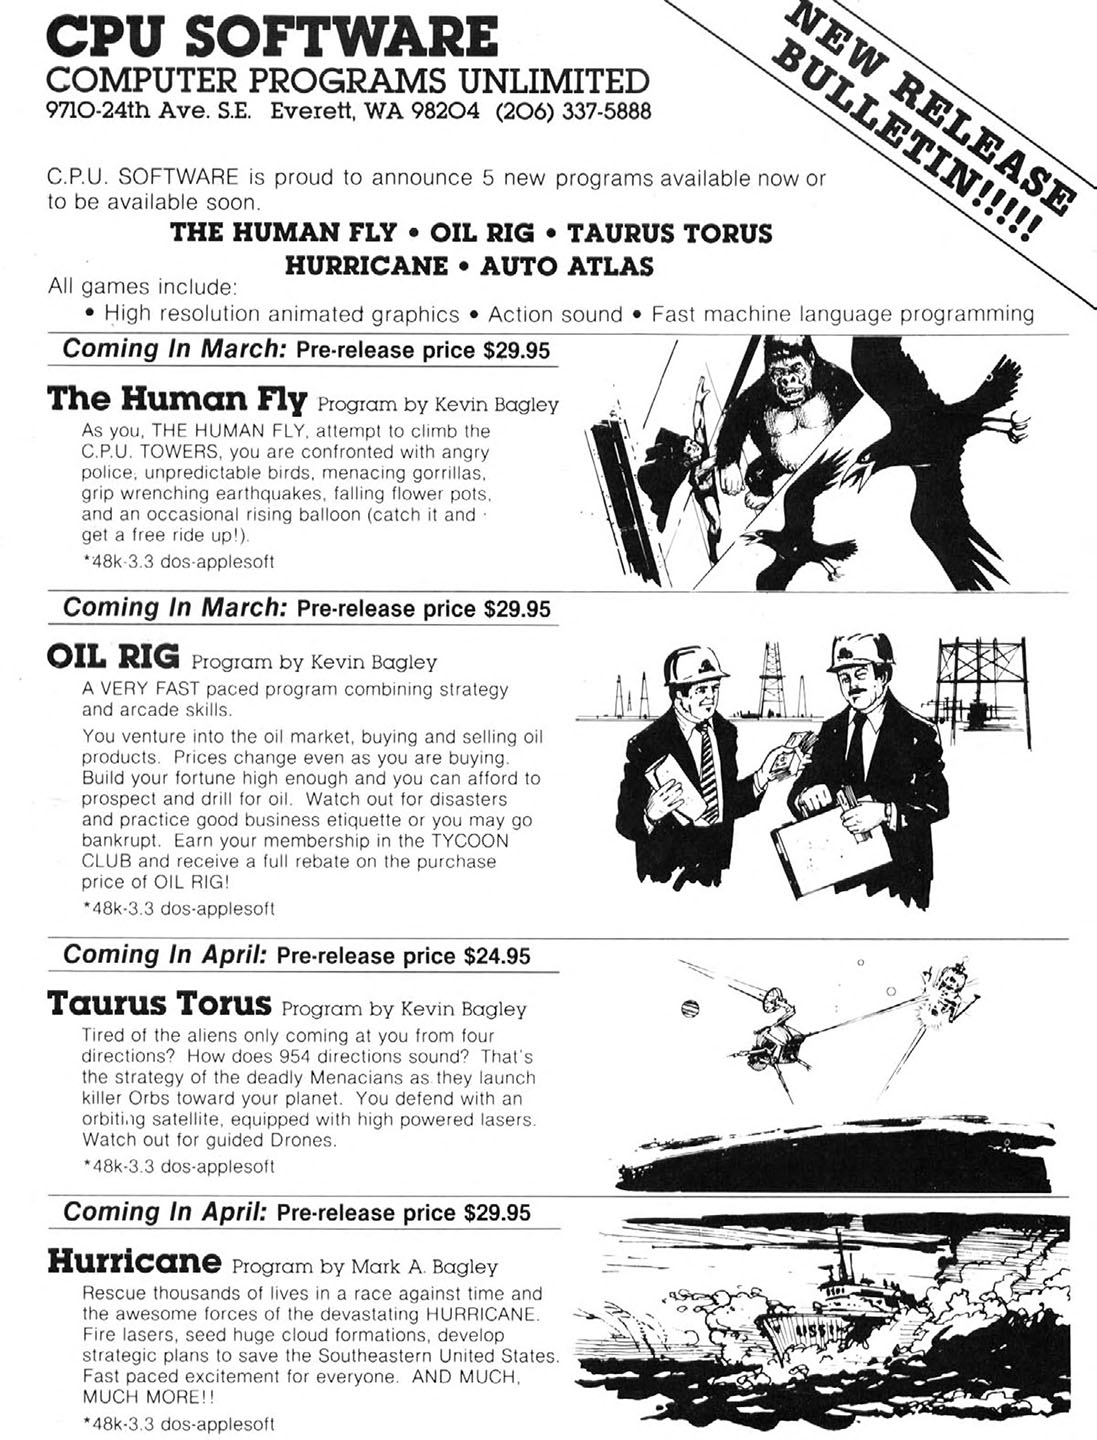 CPU SOFTWARE
COMPUTER PROGRAMS UNLIMITED
9710-24th Ave. S.E. Everett, WA 98204 (206) 337-5888
NEW RELEASE
BULLETIN!!!!!
C.P.U. SOFTWARE is proud to announce 5 new programs available now or
to be available soon.
THE HUMAN FLY • OIL RIG • TAURUS TORUS
HURRICANE • AUTO ATLAS
All games include:
• High resolution animated graphics • Action sound • Fast machine language programming
Coming In March: Pre-release price $29.95
The Human Fly Program by Kevin Bagley
As you, THE HUMAN FLY, attempt to climb the
C.P.U. TOWERS, you are confronted with angry
police, unpredictable birds, menacing gorrillas,
grip wrenching earthquakes, falling flower pots,
and an occasional rising balloon (catch it and
get a free ride up!).
*48k-3.3 dos-applesoft
Coming In March: Pre-release price $29.95
OIL RIG Program by Kevin Bagley
A VERY FAST paced program combining strategy
and arcade skills.
You venture into the oil market, buying and selling oil
products. Prices change even as you are buying.
Build your fortune high enough and you can afford to
prospect and drill for oil. Watch out for disasters
and practice good business etiquette or you may go
bankrupt. Earn your membership in the TYCOON
CLUB and receive a full rebate on the purchase
price of OIL RIG!
*48k-3.3 dos-applesoft
Coming In April: Pre-release price $24.95
Taurus Torus Program by Kevin Bagley
Tired of the aliens only coming at you from four
directions? How does 954 directions sound? That's
the strategy of the deadly Menacians as they launch
killer Orbs toward your planet. You defend with an
orbiting satellite, equipped with high powered lasers.
Watch out for guided Drones.
*48k-3.3 dos-applesoft
Coming In April: Pre-release price $29.95
Hurricane Program by Mark A. Bagley
Rescue thousands of lives in a race against time and
the awesome forces of the devastating HURRICANE.
Fire lasers, seed huge cloud formations, develop
strategic plans to save the Southeastern United States.
Fast paced excitement for everyone. AND MUCH,
MUCH MORE!!
*48k-3.3 dos-applesoft